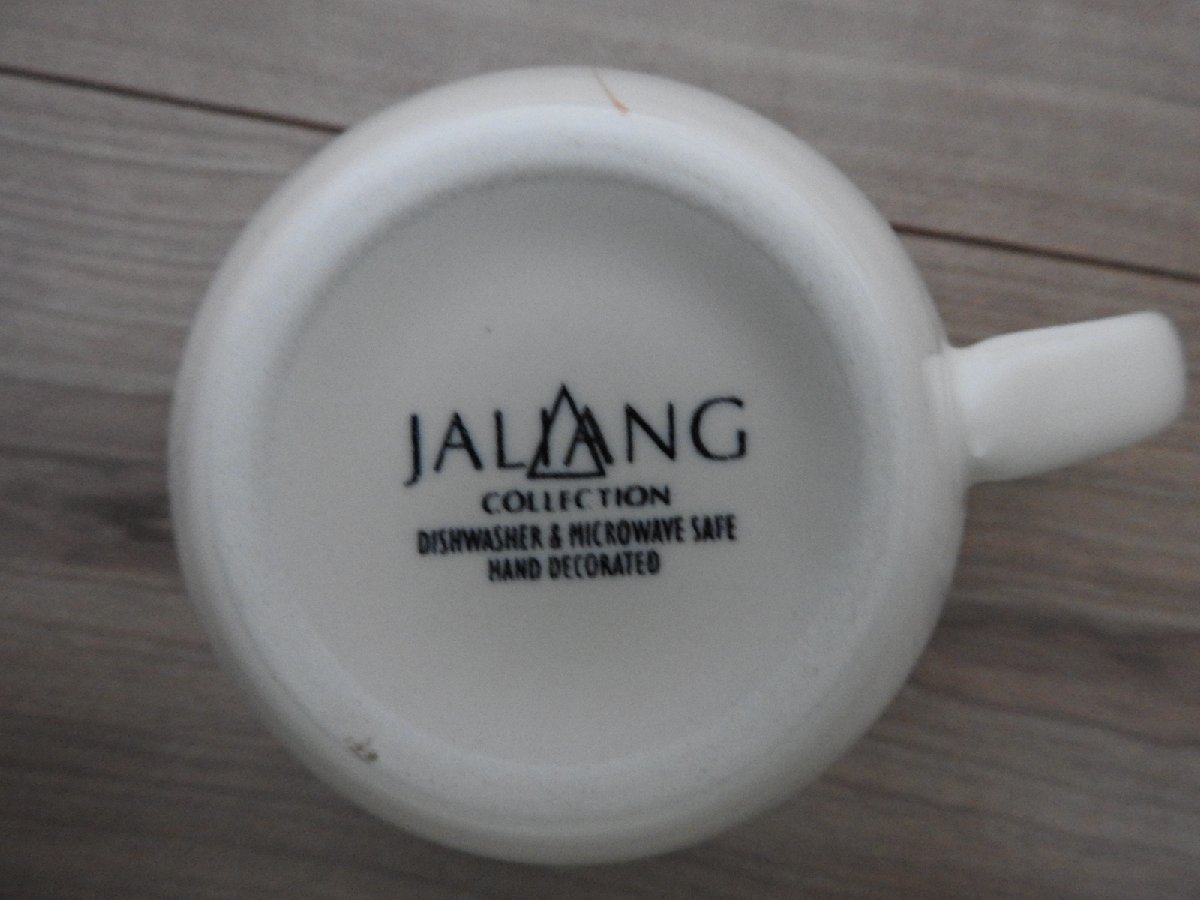 JALIANG
COLLECTION
DISHWASHER & MICROWAVE SAFE
HAND DECORATED